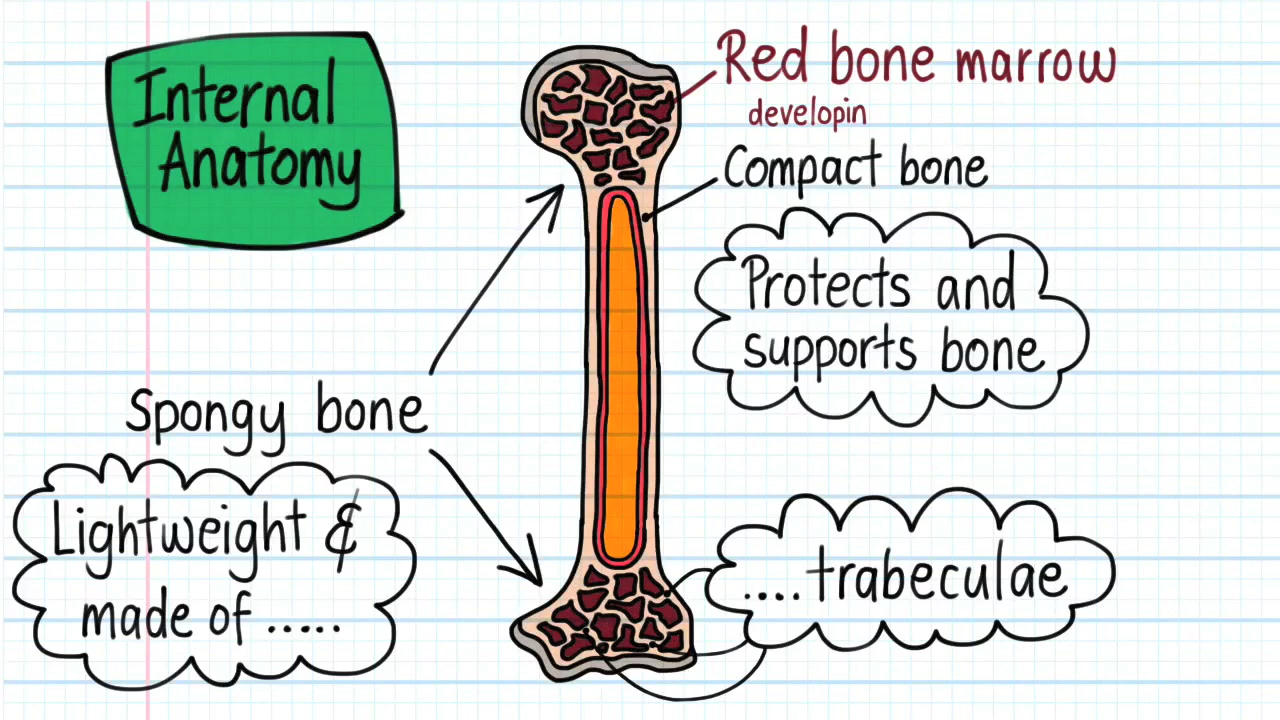 Internal
Anatomy
Red bone marrow
developin
Compact bone
Protects and
supports bone
Spongy bone
Lightweight &
made of .....
.... trabeculae